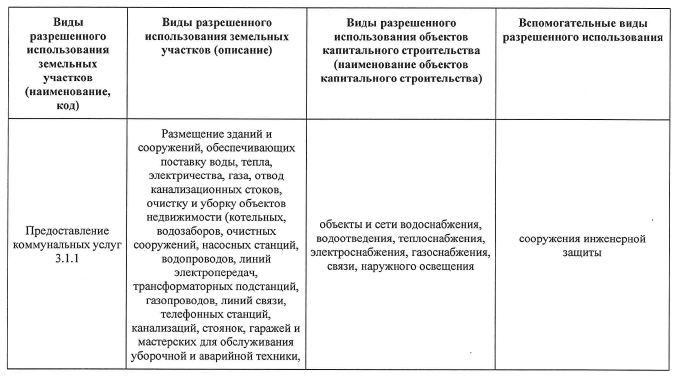 Виды
разрешенного
использования
земельных
участков
(наименование,
код)
Виды разрешенного
использования земельных
участков (описание)
Виды разрешенного
использования объектов
капитального строительства
(наименование объектов
капитального строительства)
Вспомогательные виды
разрешенного использования
Предоставление
коммунальных услуг
3.1.1
Размещение зданий и
сооружений, обеспечивающих
поставку воды, тепла,
электричества, газа, отвод
канализационных стоков,
очистку и уборку объектов
недвижимости (котельных,
водозаборов, очистных
сооружений, насосных станций,
водопроводов, линий
электропередач,
трансформаторных подстанций,
газопроводов, линий связи,
телефонных станций,
канализаций, стоянок, гаражей и
мастерских для обслуживания
уборочной и аварийной техники,
объекты и сети водоснабжения,
водоотведения, теплоснабжения,
электроснабжения, газоснабжения,
связи, наружного освещения
сооружения инженерной
защиты